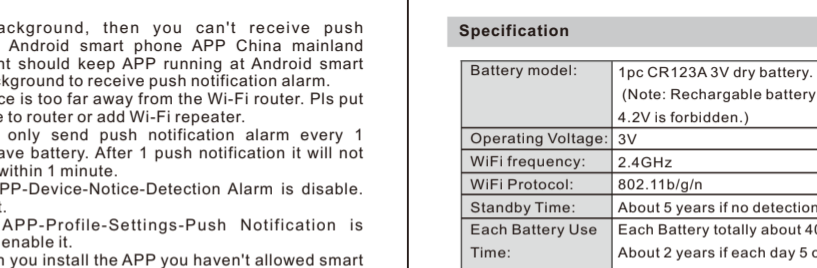 ackground, then you can't receive push
Android smart phone APP China mainland
nt should keep APP running at Android smart
kground to receive push notification alarm.
ce is too far away from the Wi-Fi router. Pls put
e to router or add Wi-Fi repeater.
only send push notification alarm every 1
ave battery. After 1 push notification it will not
within 1 minute.
PP-Device-Notice-Detection Alarm is disable.
t.
APP-Profile-Settings-Push Notification is
enable it.
n you install the APP you haven't allowed smart
Specification
Battery model: 1pc CR123A 3V dry battery.
(Note: Rechargable battery
4.2V is forbidden.)
Operating Voltage: 3V
WiFi frequency: 2.4GHz
WiFi Protocol: 802.11b/g/n
Standby Time: About 5 years if no detection
Each Battery Use Each Battery totally about 40
Time: About 2 years if each day 5